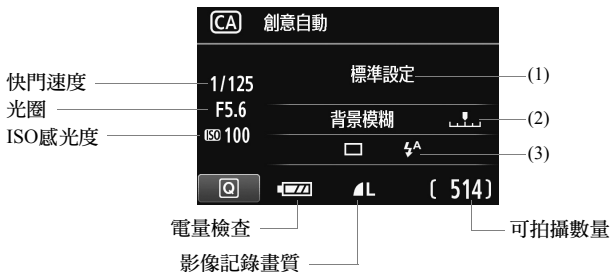 CA 創意自動
快門速度 1/125 標準設定 (1)
光圈 F5.6 背景模糊 (2)
ISO感光度 ISO 100
A (3)
Q L ( 514)
電量檢查 可拍攝數量
影像記錄畫質